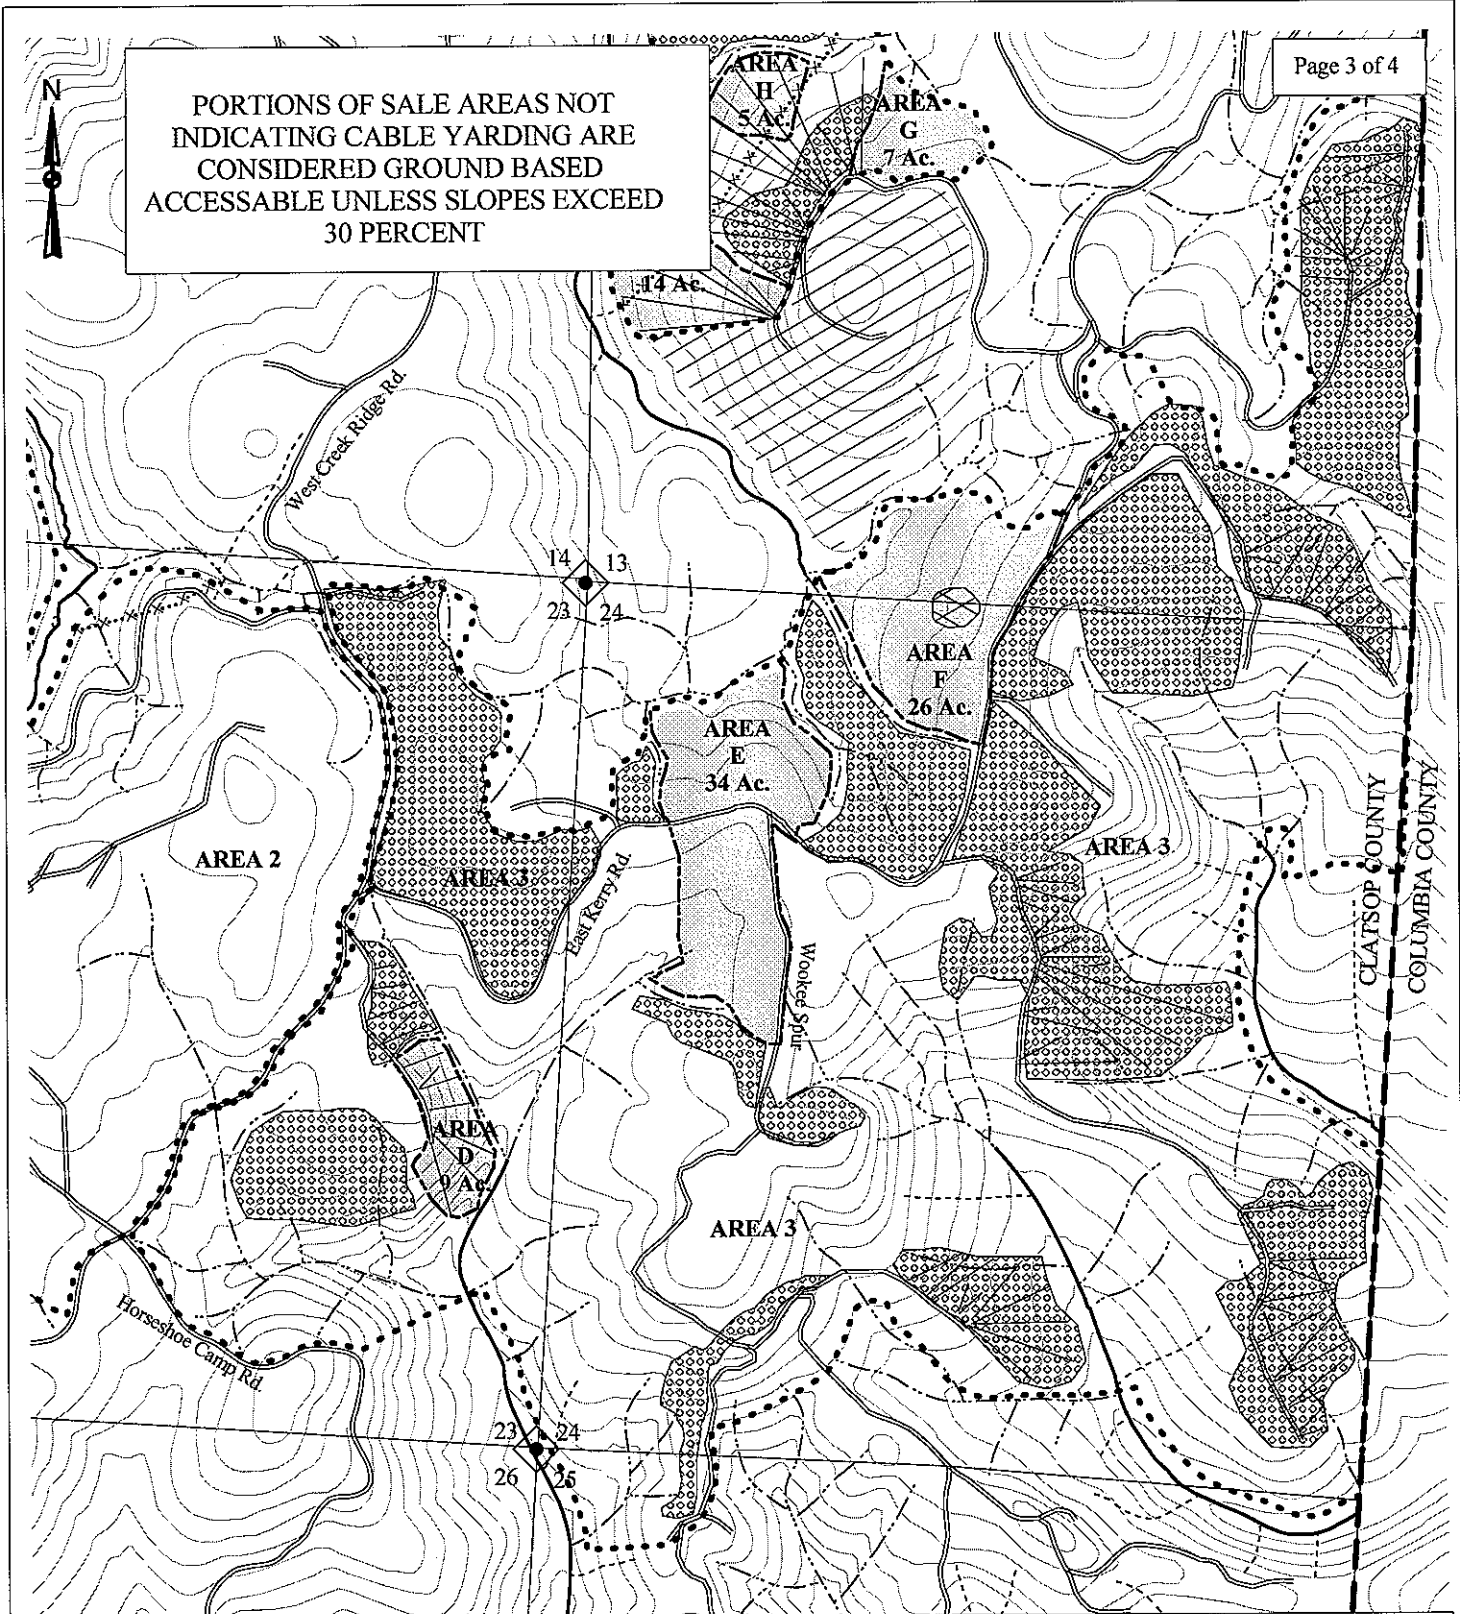 Page 3 of 4
N
PORTIONS OF SALE AREAS NOT
INDICATING CABLE YARDING ARE
CONSIDERED GROUND BASED
ACCESSABLE UNLESS SLOPES EXCEED
30 PERCENT
AREA
H
5 Ac.
AREA
G
7 Ac.
14 Ac.
West Creek Ridge Rd.
14
13
23
24
AREA
F
26 Ac.
AREA
E
34 Ac.
AREA 2
AREA 3
East Kerry Rd.
AREA 3
CLATSOP COUNTY
COLUMBIA COUNTY
Wookee Spur
AREA
D
9 Ac.
AREA 3
Horseshoe Camp Rd.
23
24
26
25